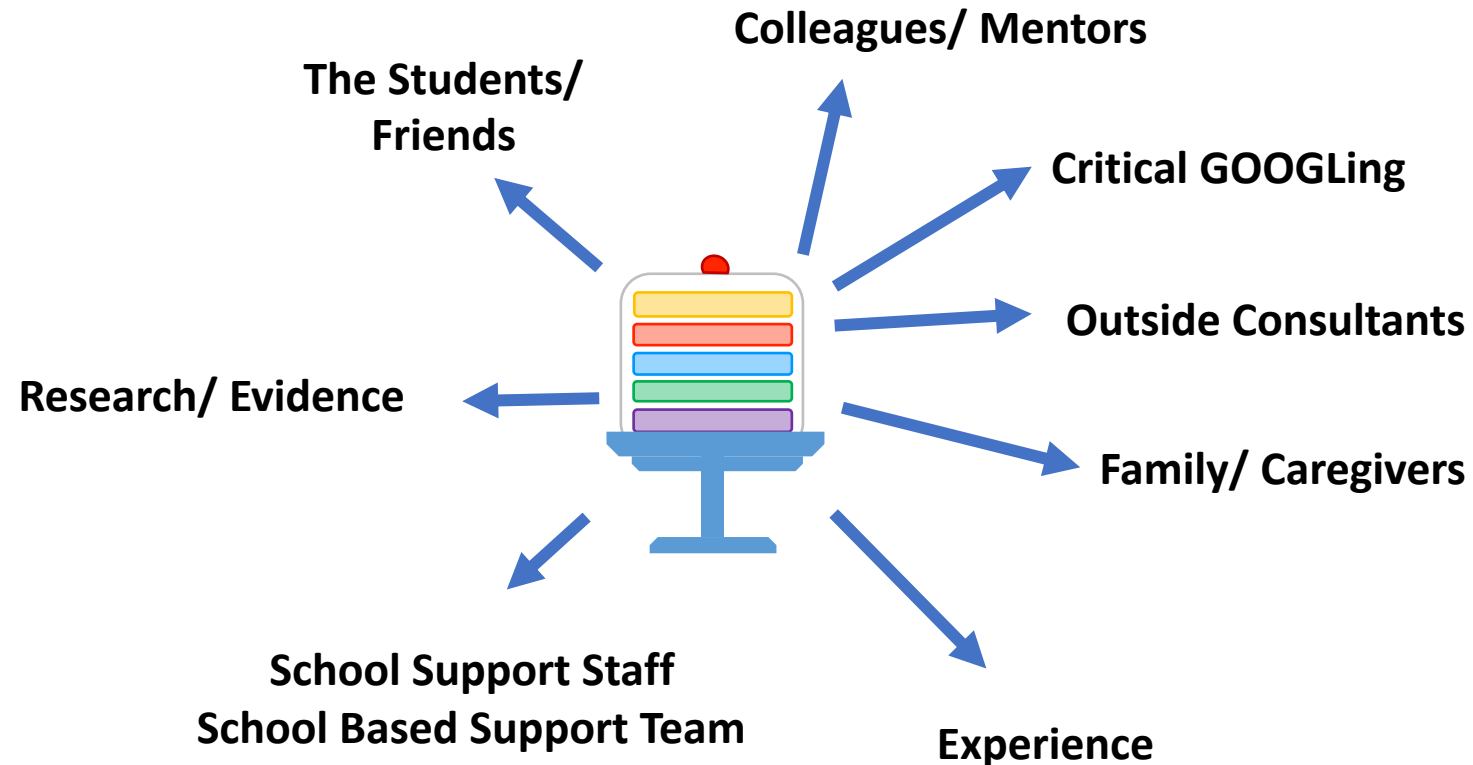 Colleagues/ Mentors
The Students/
Friends
Critical GOOGLing
Outside Consultants
Research/ Evidence
Family/ Caregivers
School Support Staff
School Based Support Team
Experience